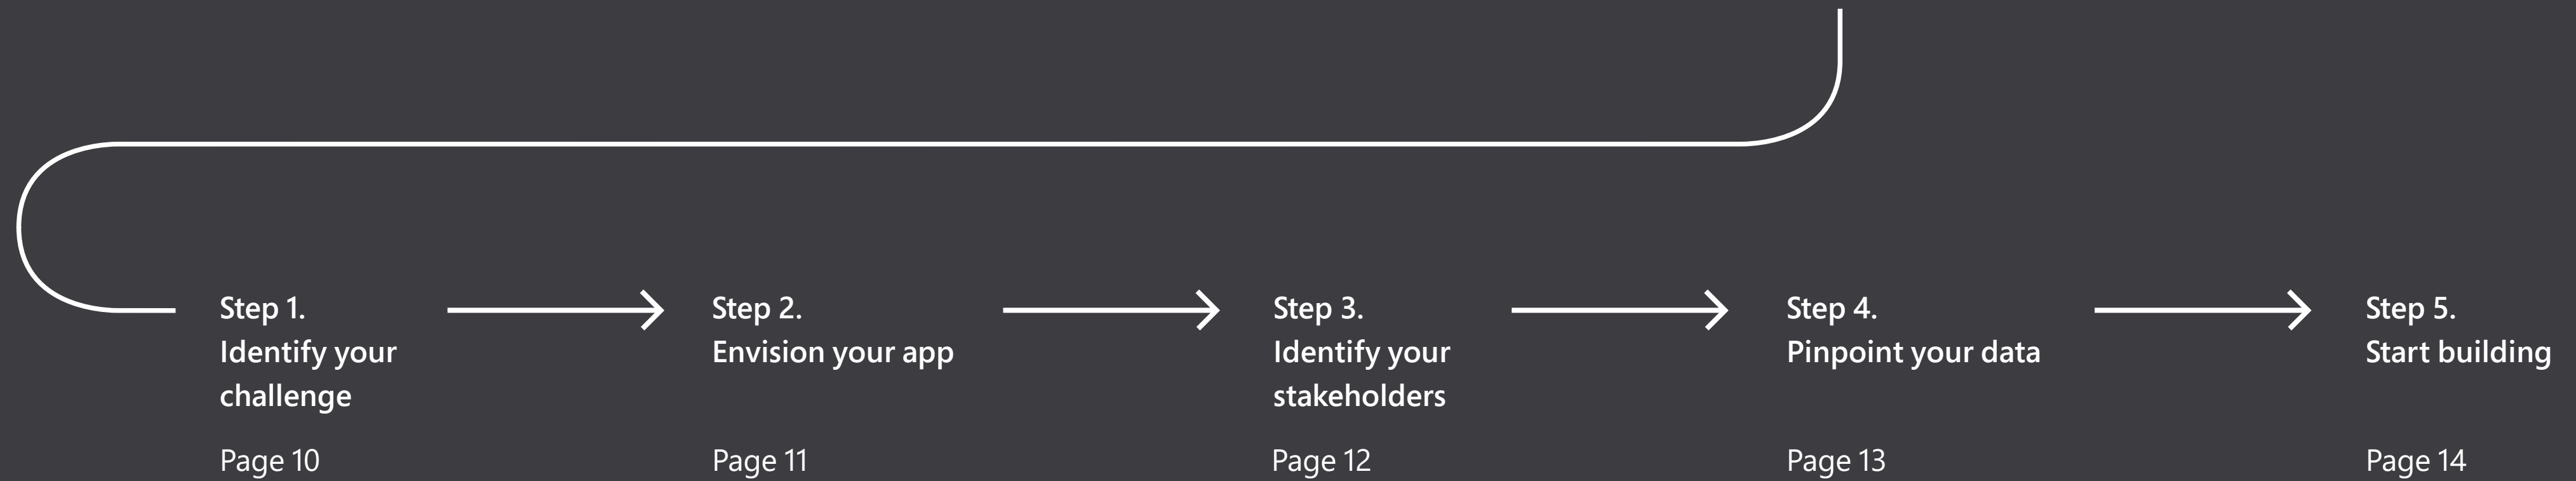 Step 1.
Identify your
challenge
Page 10
Step 2.
Envision your app
Page 11
Step 3.
Identify your
stakeholders
Page 12
Step 4.
Pinpoint your data
Page 13
Step 5.
Start building
Page 14